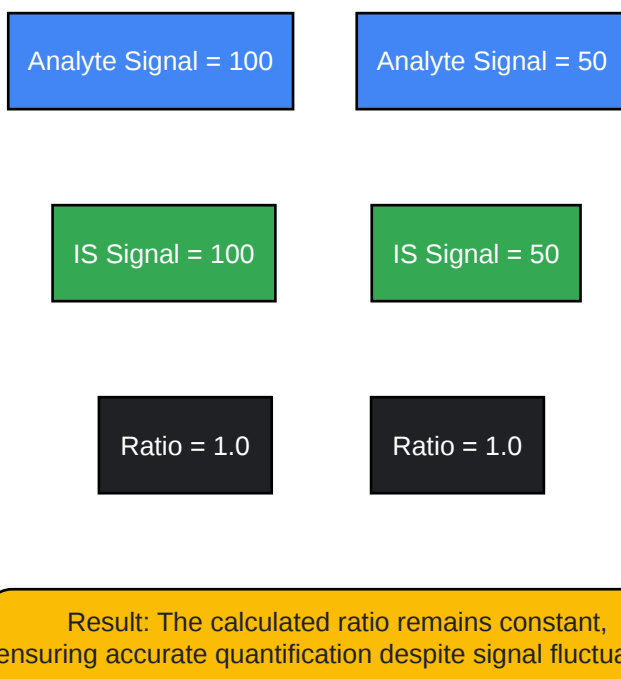 Analyte Signal = 100
Analyte Signal = 50
IS Signal = 100
IS Signal = 50
Ratio = 1.0
Ratio = 1.0
Result: The calculated ratio remains constant,
ensuring accurate quantification despite signal